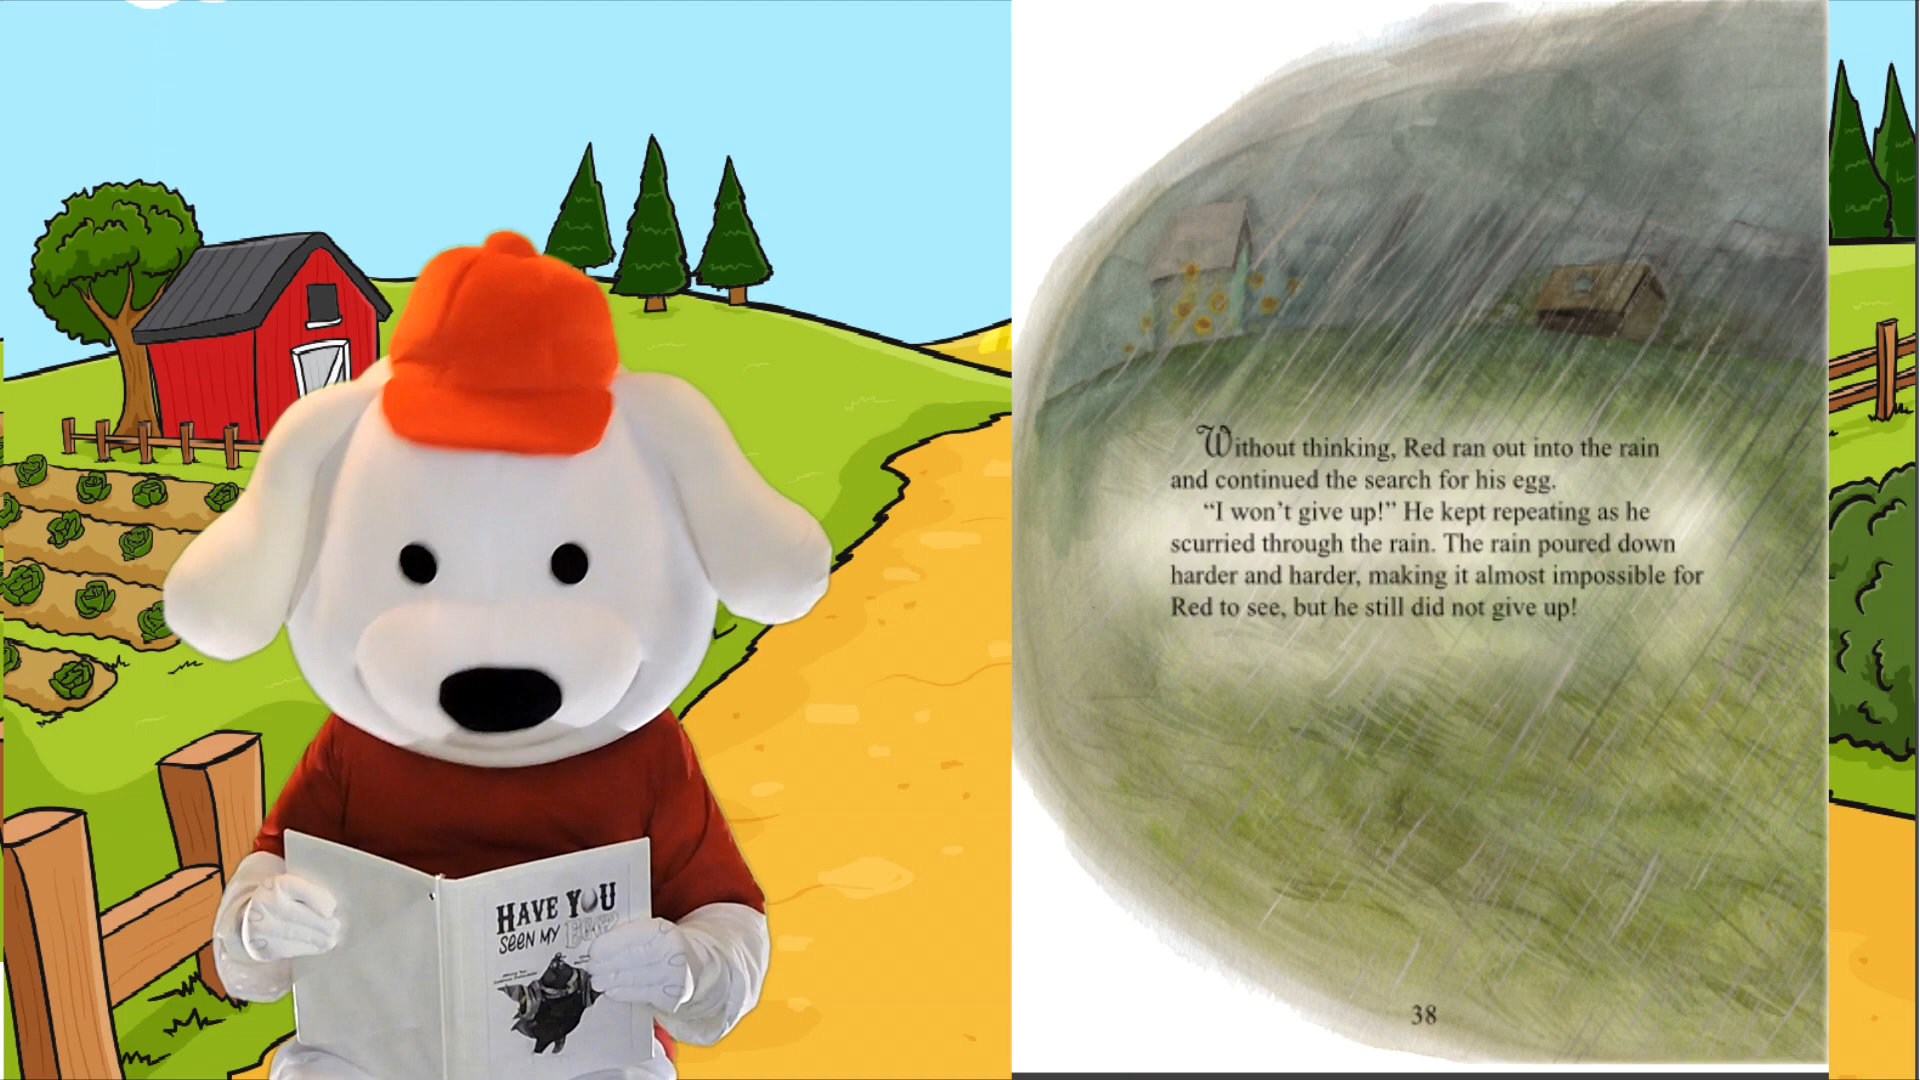 HAVE YOU
SEEN MY EGG?
Without thinking, Red ran out into the rain
and continued the search for his egg.
“I won’t give up!” He kept repeating as he
scurried through the rain. The rain poured down
harder and harder, making it almost impossible for
Red to see, but he still did not give up!
38